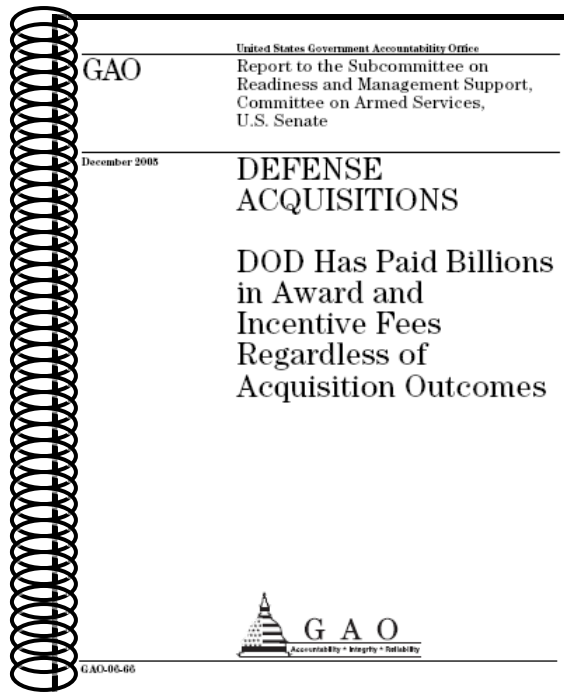 United States Government Accountability Office
GAO
Report to the Subcommittee on
Readiness and Management Support,
Committee on Armed Services,
U.S. Senate
December 2005
DEFENSE
ACQUISITIONS
DOD Has Paid Billions
in Award and
Incentive Fees
Regardless of
Acquisition Outcomes
G A O
Accountability * Integrity * Reliability
GAO-06-66